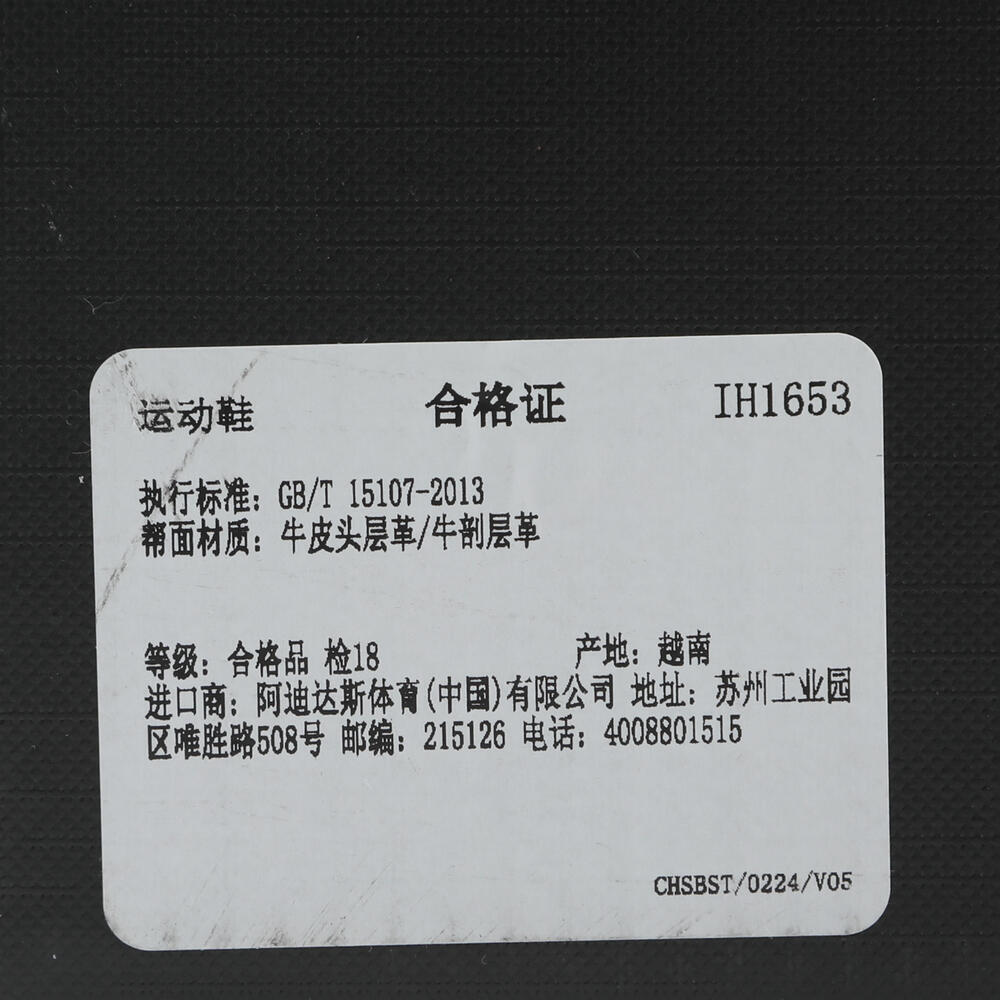 运动鞋 合格证 IH1653
执行标准: GB/T 15107-2013
帮面材质: 牛皮头层革/牛剖层革
等级: 合格品 检18 产地: 越南
进口商: 阿迪达斯体育(中国)有限公司 地址: 苏州工业园
区唯胜路508号 邮编: 215126 电话: 4008801515
CHSBST/0224/V05